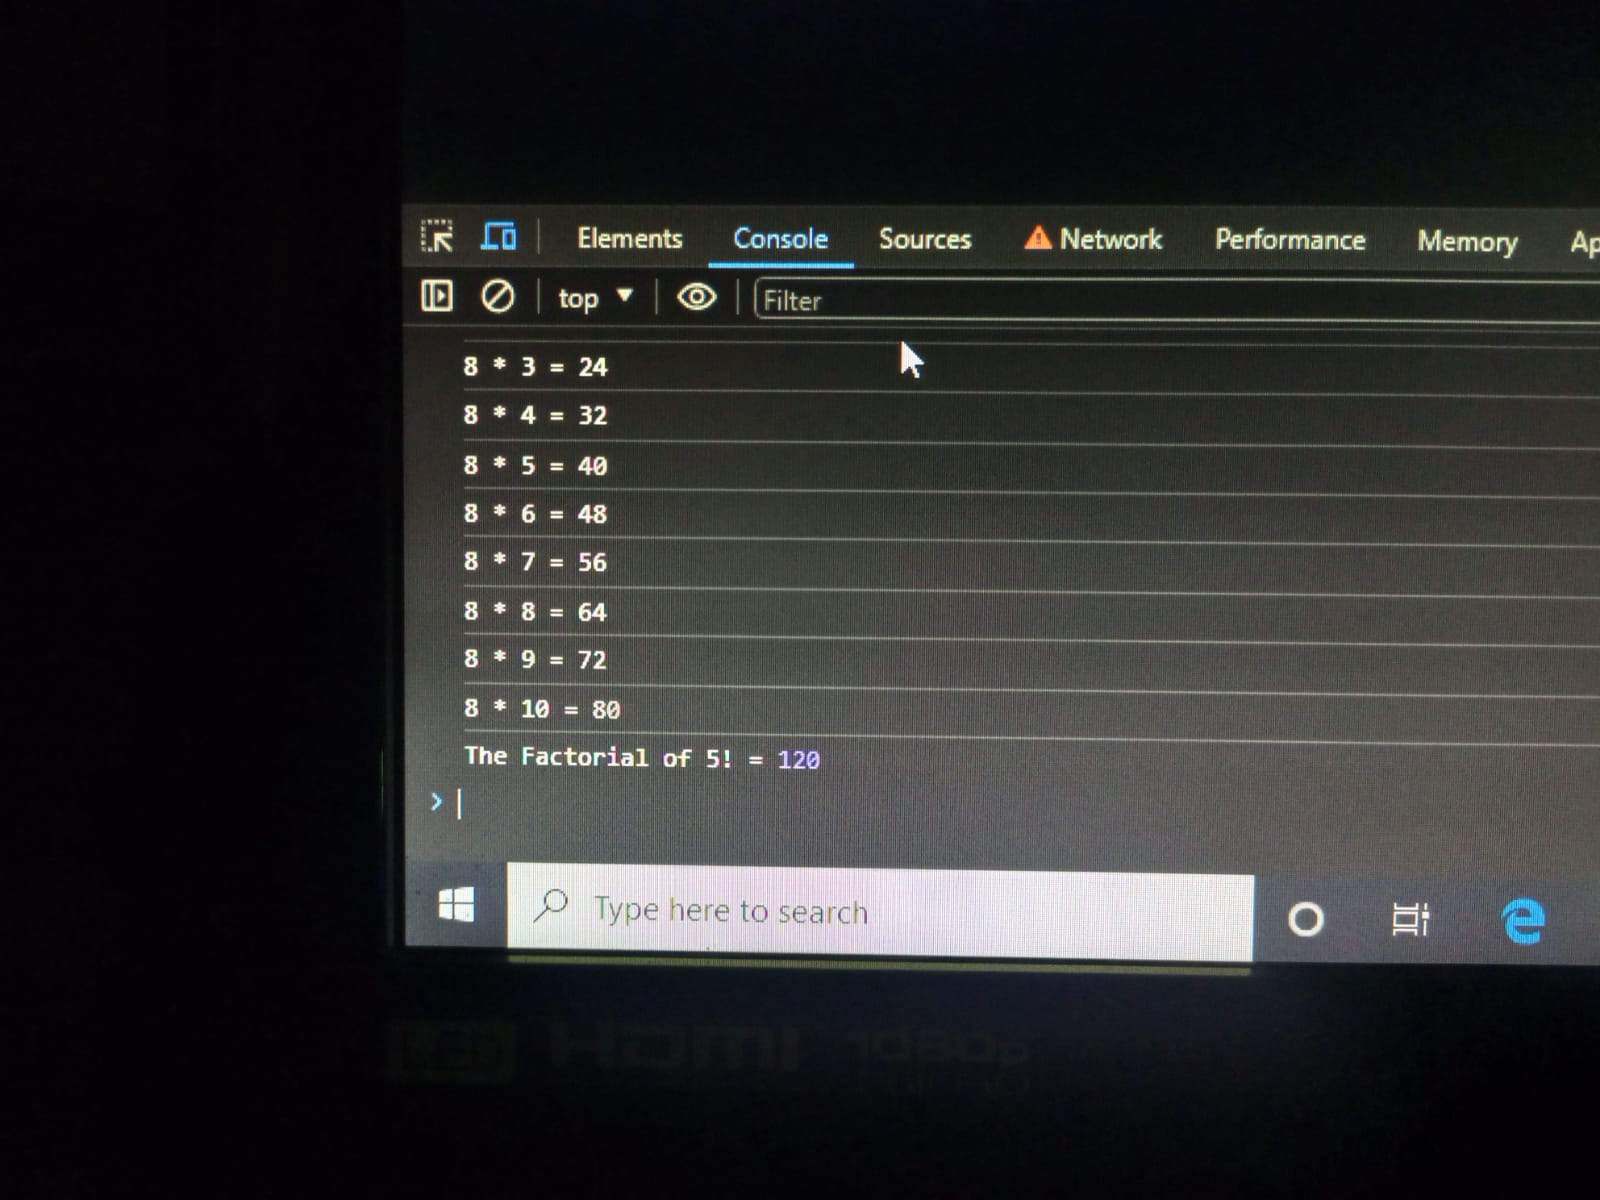 Elements Console Sources Network Performance Memory Ap
top Filter
8 * 3 = 24
8 * 4 = 32
8 * 5 = 40
8 * 6 = 48
8 * 7 = 56
8 * 8 = 64
8 * 9 = 72
8 * 10 = 80
The Factorial of 5! = 120
>
Type here to search
HDMI 1080p